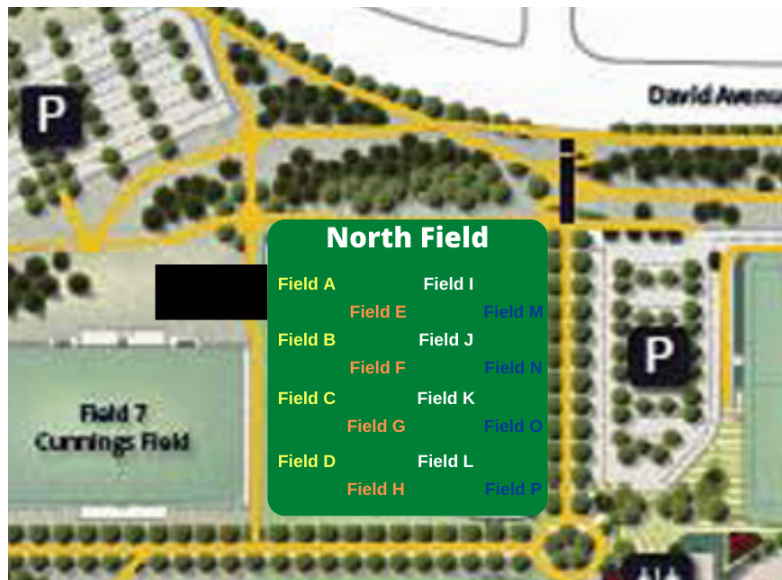 P
David Avenu
North Field
Field A
Field I
Field E
Field M
Field B
Field J
Field F
Field N
P
Field C
Field K
Field 7
Cunnings Field
Field G
Field O
Field D
Field L
Field H
Field P